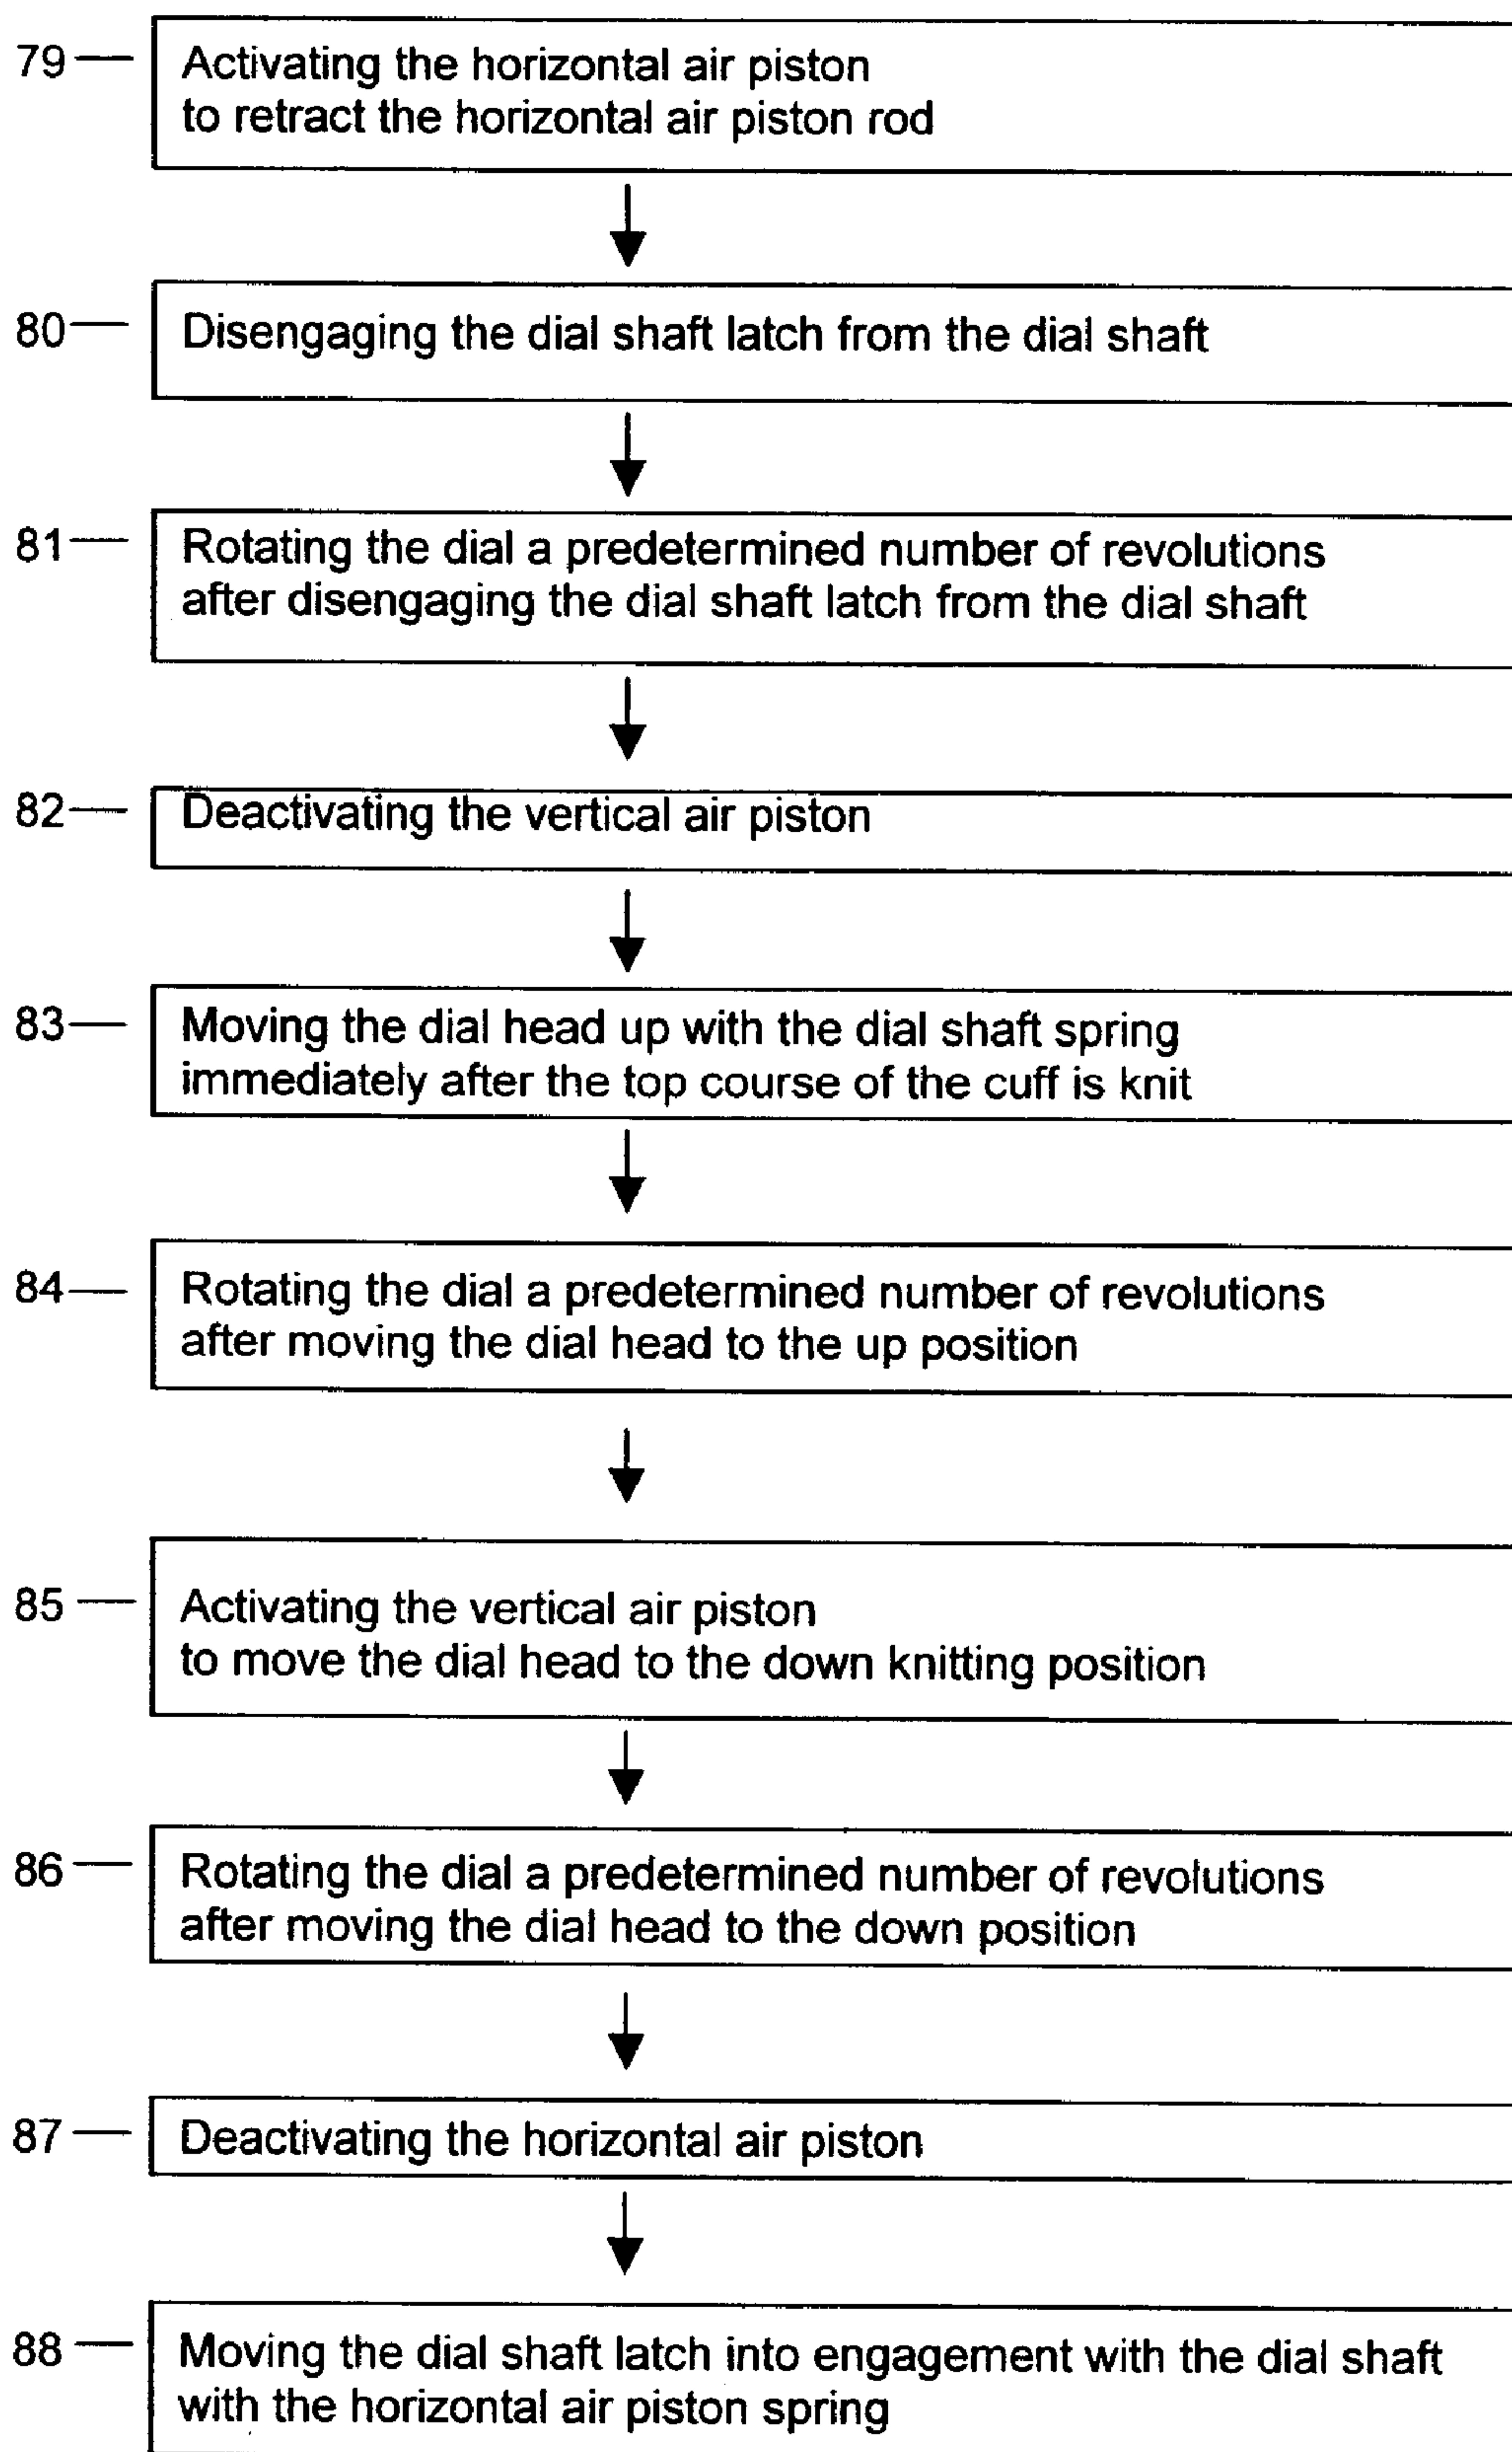 79
Activating the horizontal air piston
to retract the horizontal air piston rod
80
Disengaging the dial shaft latch from the dial shaft
81
Rotating the dial a predetermined number of revolutions
after disengaging the dial shaft latch from the dial shaft
82
Deactivating the vertical air piston
83
Moving the dial head up with the dial shaft spring
immediately after the top course of the cuff is knit
84
Rotating the dial a predetermined number of revolutions
after moving the dial head to the up position
85
Activating the vertical air piston
to move the dial head to the down knitting position
86
Rotating the dial a predetermined number of revolutions
after moving the dial head to the down position
87
Deactivating the horizontal air piston
88
Moving the dial shaft latch into engagement with the dial shaft
with the horizontal air piston spring